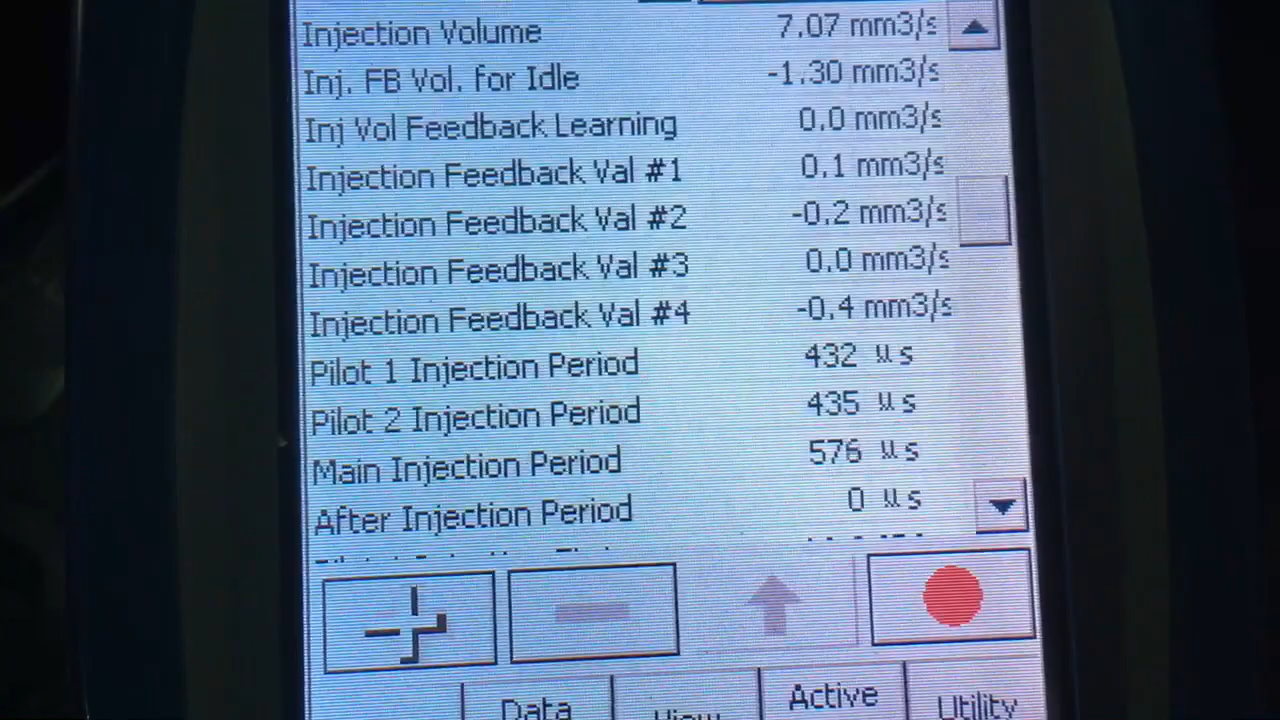 Injection Volume 7.07 mm3/s
Inj. FB Vol. for Idle -1.30 mm3/s
Inj Vol Feedback Learning 0.0 mm3/s
Injection Feedback Val #1 0.1 mm3/s
Injection Feedback Val #2 -0.2 mm3/s
Injection Feedback Val #3 0.0 mm3/s
Injection Feedback Val #4 -0.4 mm3/s
Pilot 1 Injection Period 432 µs
Pilot 2 Injection Period 435 µs
Main Injection Period 576 µs
After Injection Period 0 µs
Data View Active Utility